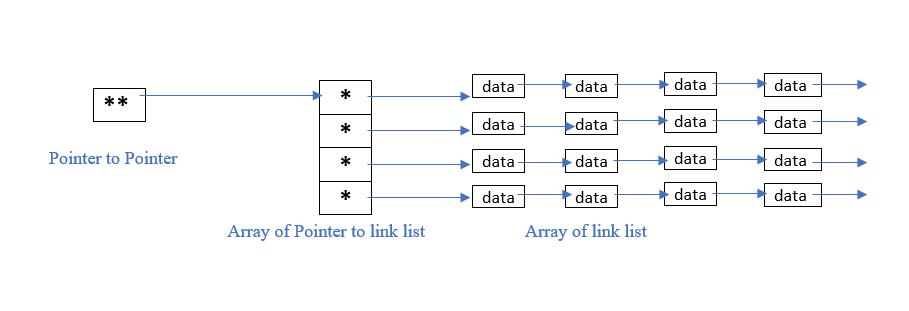 **
*
*
*
*
data data data data
data data data data
data data data data
data data data data
Pointer to Pointer
Array of Pointer to link list
Array of link list